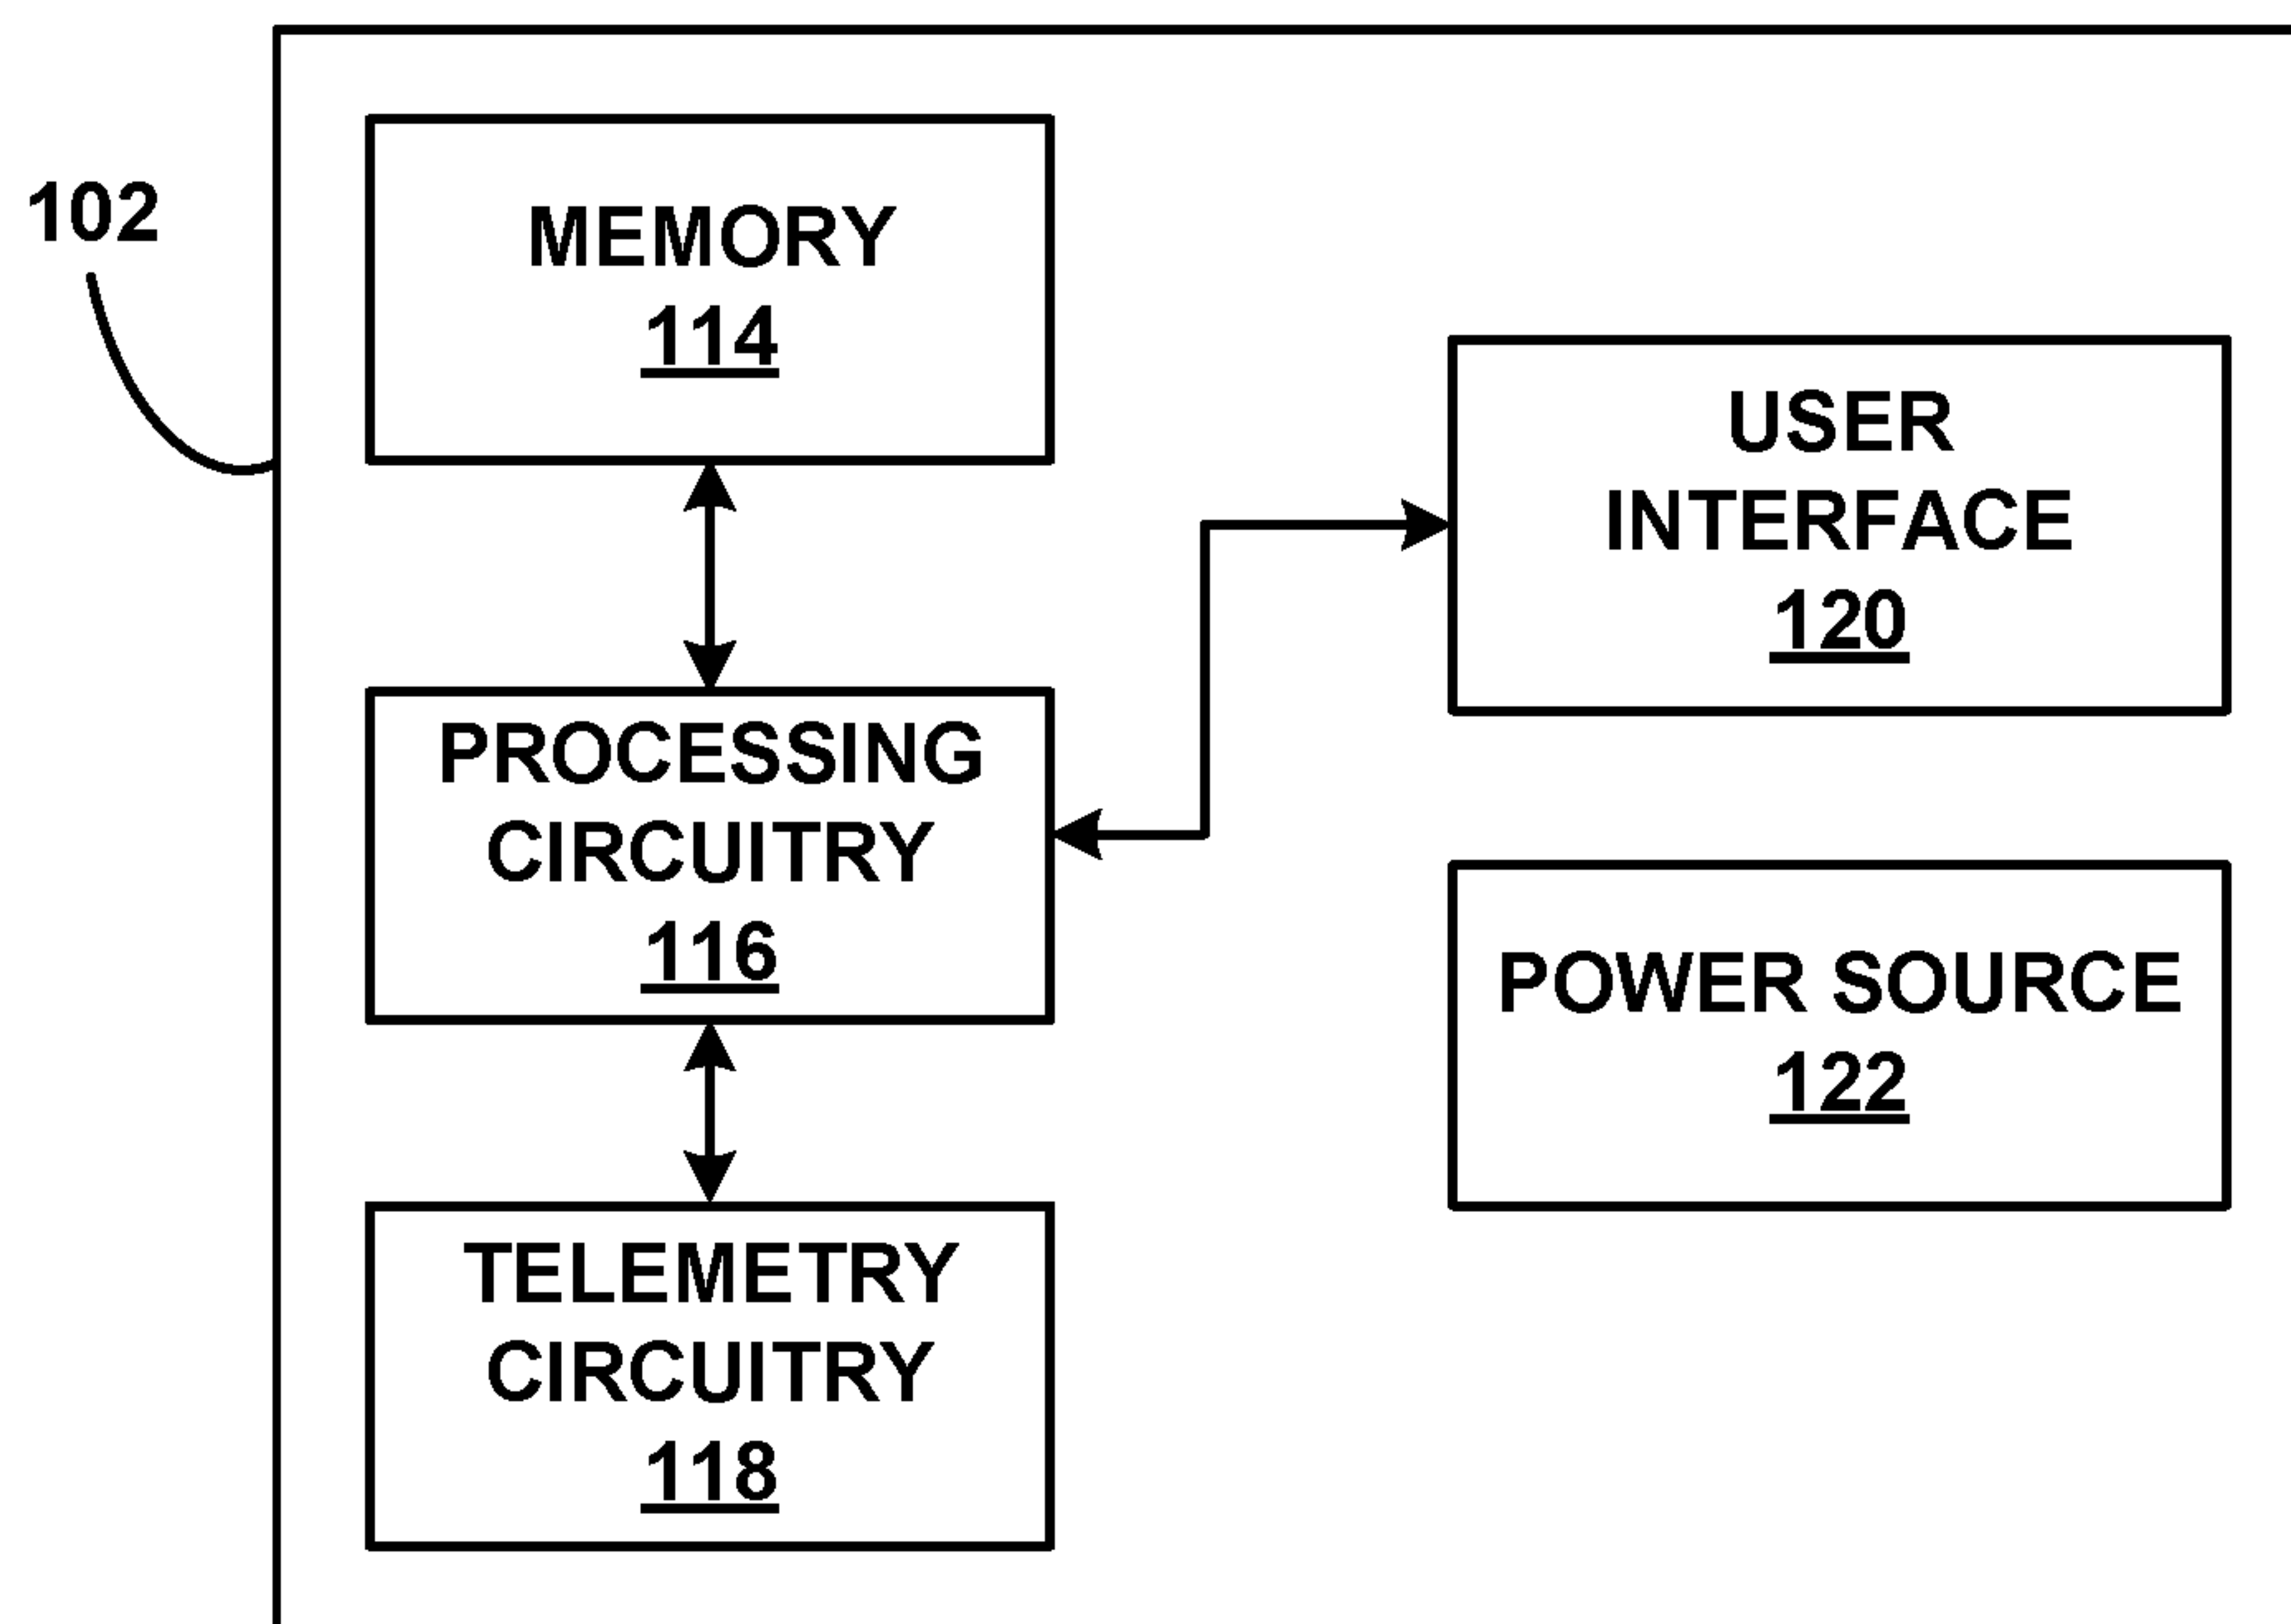 102
MEMORY
114
USER
INTERFACE
120
PROCESSING
CIRCUITRY
116
POWER SOURCE
122
TELEMETRY
CIRCUITRY
118